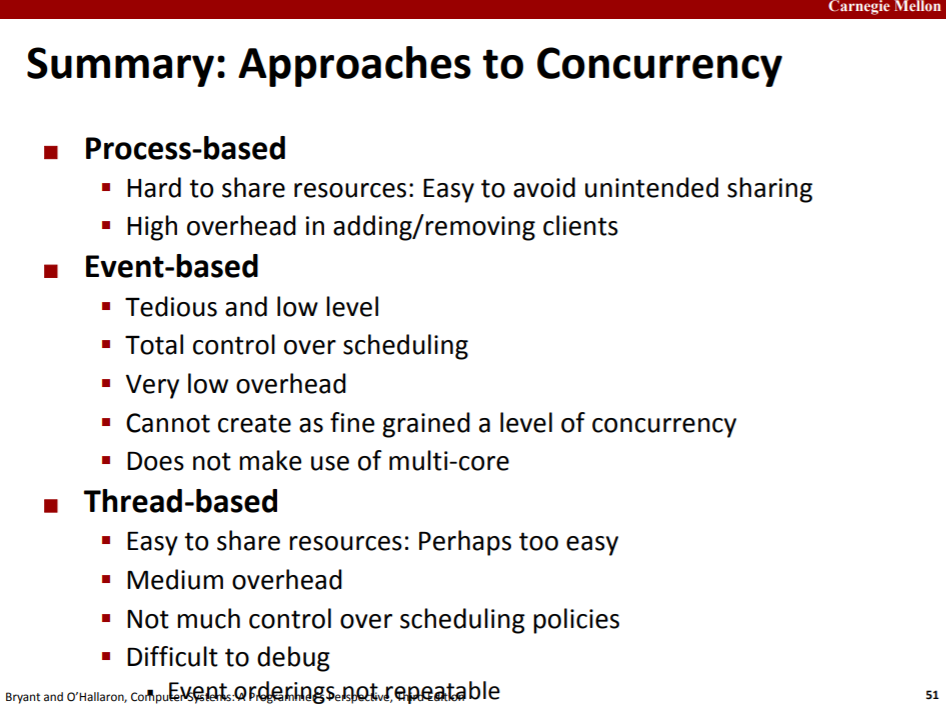 Carnegie Mellon
Summary: Approaches to Concurrency
Process-based
Hard to share resources: Easy to avoid unintended sharing
High overhead in adding/removing clients
Event-based
Tedious and low level
Total control over scheduling
Very low overhead
Cannot create as fine grained a level of concurrency
Does not make use of multi-core
Thread-based
Easy to share resources: Perhaps too easy
Medium overhead
Not much control over scheduling policies
Difficult to debug
Event orderings not repeatable
Bryant and O’Hallaron, Computer Systems: A Programmer’s Perspective, Third Edition
51